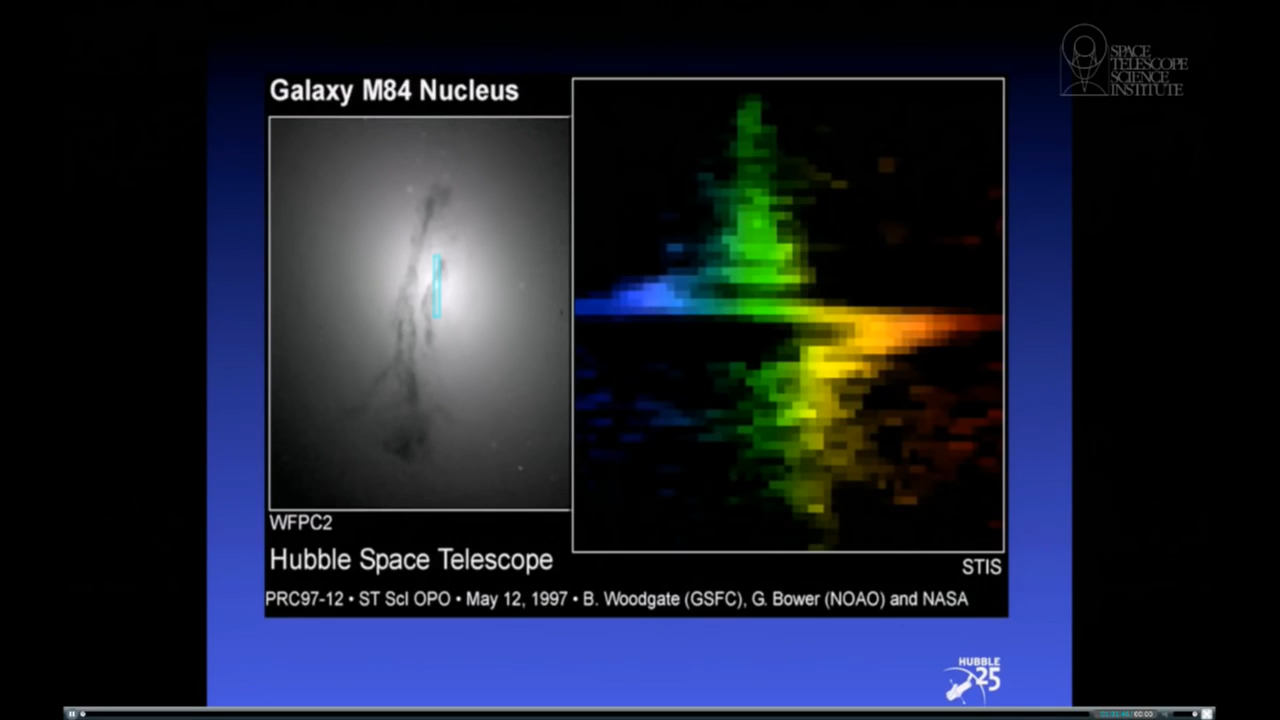 SPACE
TELESCOPE
SCIENCE
INSTITUTE
Galaxy M84 Nucleus
WFPC2
Hubble Space Telescope
STIS
PRC97-12 • ST ScI OPO • May 12, 1997 • B. Woodgate (GSFC), G. Bower (NOAO) and NASA
HUBBLE
25